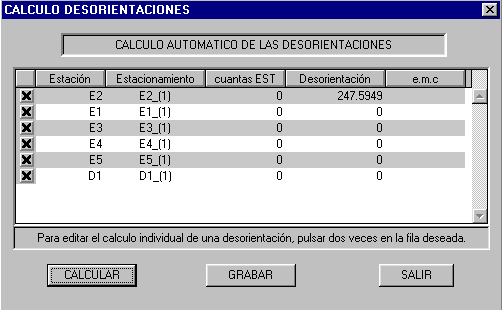 CALCULO DESORIENTACIONES
CALCULO AUTOMATICO DE LAS DESORIENTACIONES
Estación Estacionamiento cuantas EST Desorientación e.m.c
E2 E2_(1) 0 247.5949
E1 E1_(1) 0 0
E3 E3_(1) 0 0
E4 E4_(1) 0 0
E5 E5_(1) 0 0
D1 D1_(1) 0 0
Para editar el calculo individual de una desorientación, pulsar dos veces en la fila deseada.
CALCULAR GRABAR SALIR